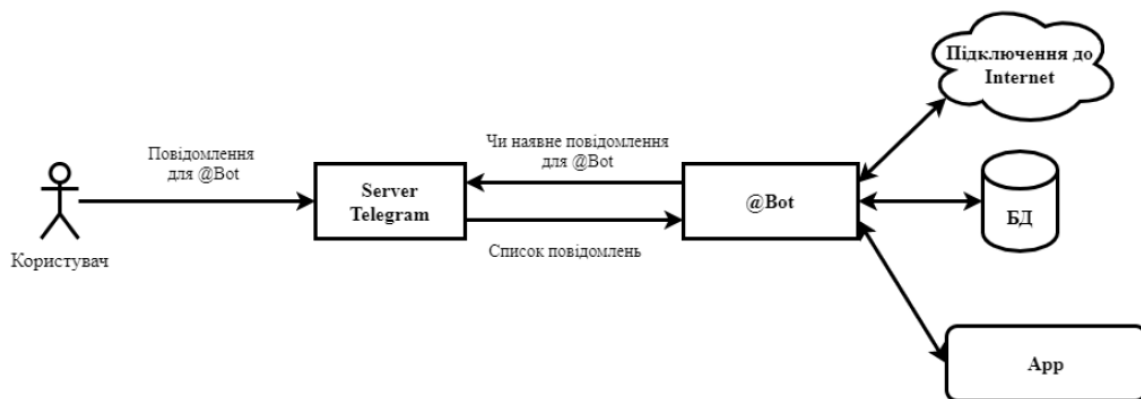 Підключення до
Internet
Повідомлення
для @Bot
Чи наявне повідомлення
для @Bot
Server
Telegram
@Bot
БД
Список повідомлень
Користувач
App